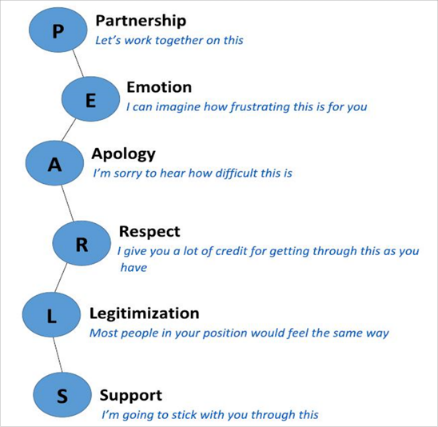 P
Partnership
Let's work together on this
E
Emotion
I can imagine how frustrating this is for you
A
Apology
I'm sorry to hear how difficult this is
R
Respect
I give you a lot of credit for getting through this as you
have
L
Legitimization
Most people in your position would feel the same way
S
Support
I'm going to stick with you through this